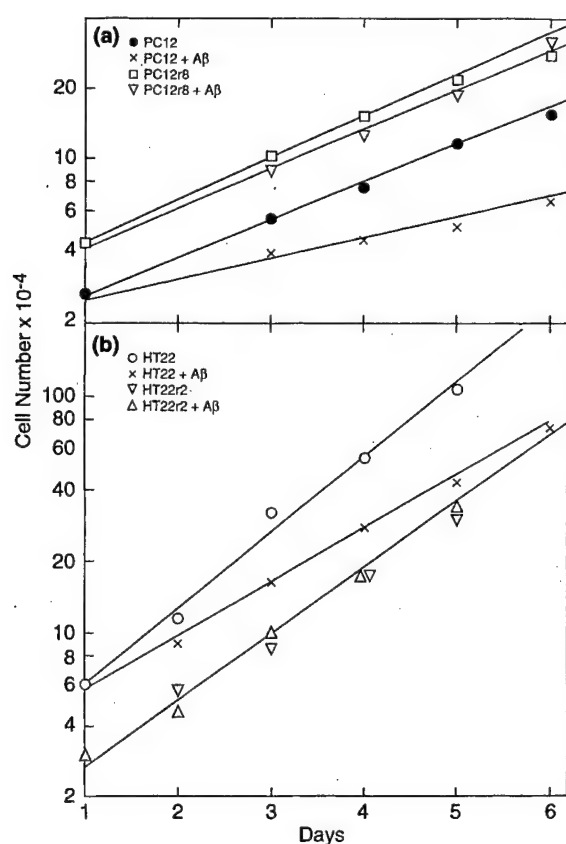 (a)
PC12
PC12 + Aβ
PC12r8
PC12r8 + Aβ
20
10
8
6
4
2
Cell Number x 10-4
(b)
HT22
HT22 + Aβ
HT22r2
HT22r2 + Aβ
100
80
60
40
20
10
8
6
4
2
1 2 3 4 5 6
Days